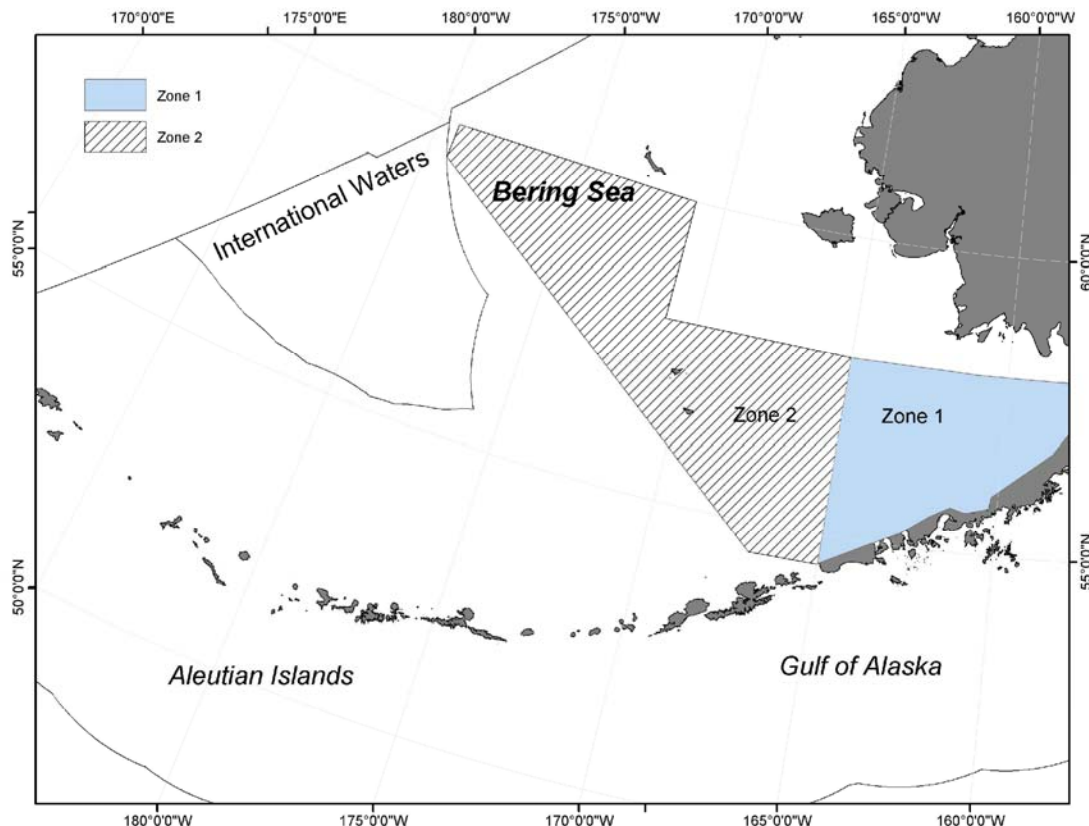 170°0'0"E 175°0'0"E 180°0'0" 175°0'0"W 170°0'0"W 165°0'0"W 160°0'0"W
Zone 1
Zone 2
International Waters
Bering Sea
55°0'0"N
60°0'0"N
Zone 2
Zone 1
50°0'0"N
55°0'0"N
Aleutian Islands
Gulf of Alaska
180°0'0" 175°0'0"W 170°0'0"W 165°0'0"W 160°0'0"W